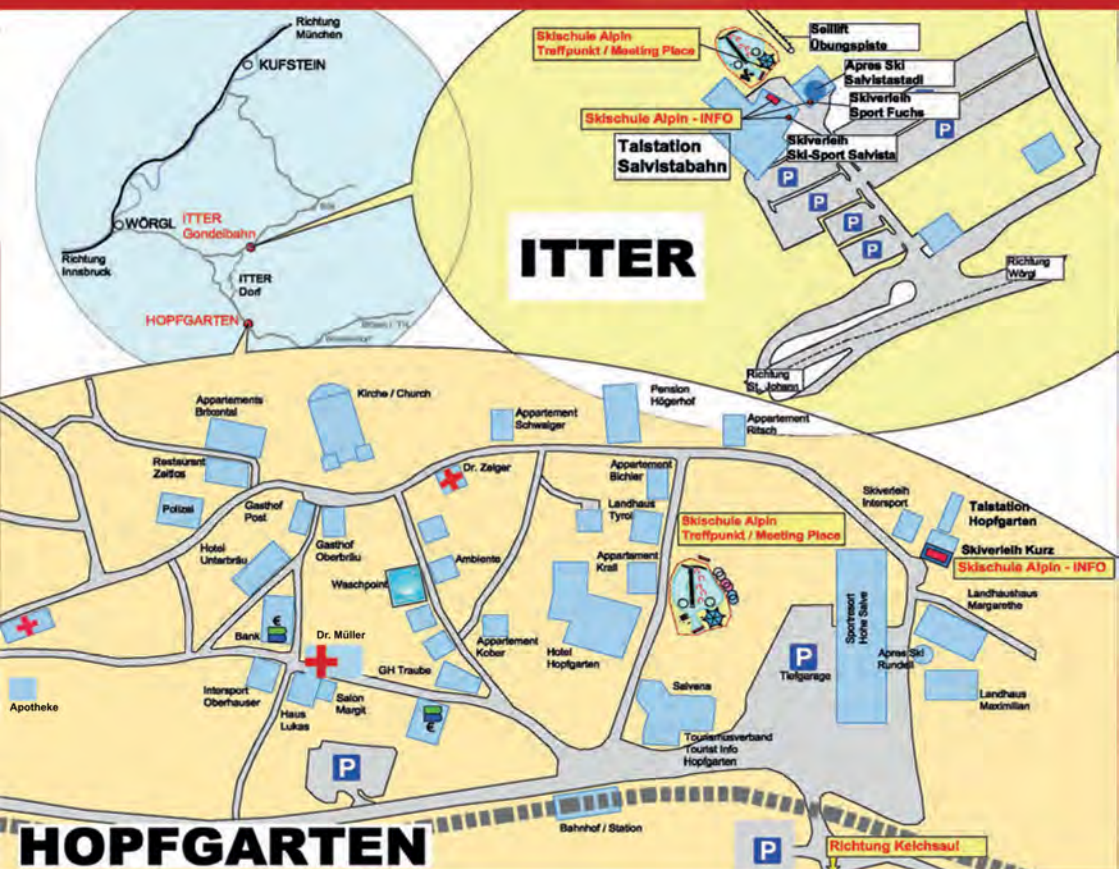 Richtung
München
KUFSTEIN
WÖRGL
ITTER
Gondelbahn
Richtung
Innsbruck
ITTER
Dorf
HOPFGARTEN
Skischule Alpin
Treffpunkt / Meeting Place
Seillift
Übungspiste
Apres Ski
Salvistastadl
Skiverleih
Sport Fuchs
Skischule Alpin - INFO
Talstation
Salvistabahn
Skiverleih
Ski-Sport Salvista
P
P
P
P
P
P
ITTER
Richtung
Wörgl
Richtung
St. Johann
Appartements
Brixental
Kirche / Church
Pension
Högerhof
Appartement
Schwaiger
Appartement
Ritsch
Restaurant
Zeitlos
Dr. Zelger
Appartement
Bichler
Polizei
Gasthof
Post
Landhaus
Tyrol
Skiverleih
Intersport
Talstation
Hopfgarten
Skischule Alpin
Treffpunkt / Meeting Place
Hotel
Unterbräu
Gasthof
Oberbräu
Ambiente
Appartement
Krall
Skiverleih Kurz
Skischule Alpin - INFO
Waschpoint
Landhaushaus
Margarethe
Sportresort
Hohe Salve
Bank
€
Dr. Müller
Appartement
Kober
Hotel
Hopfgarten
P
Tiefgarage
Apres Ski
Rundell
GH Traube
Apotheke
Intersport
Oberhauser
Haus
Lukas
Salon
Margit
€
Salvena
Landhaus
Maximilian
Tourismusverband
Tourist Info
Hopfgarten
P
Bahnhof / Station
HOPFGARTEN
P
Richtung Kelchsau!